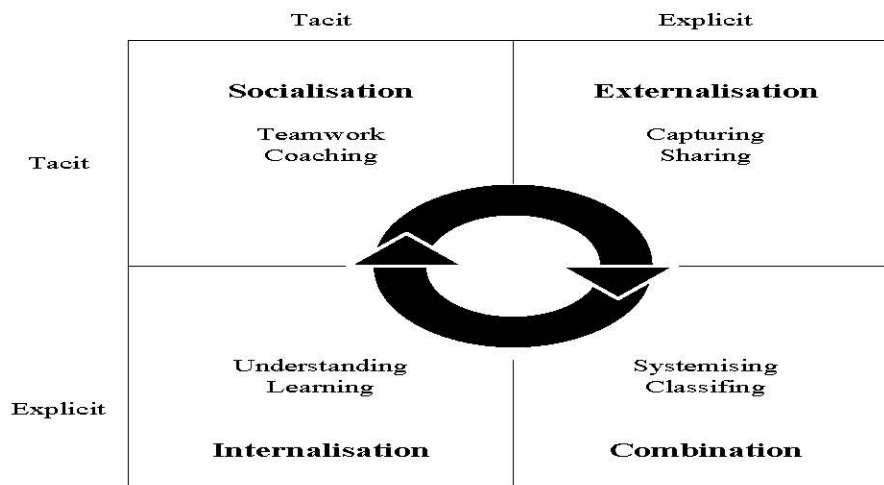 Tacit
Explicit
Tacit
Socialisation
Teamwork
Coaching
Externalisation
Capturing
Sharing
Explicit
Understanding
Learning
Internalisation
Systemising
Classifing
Combination